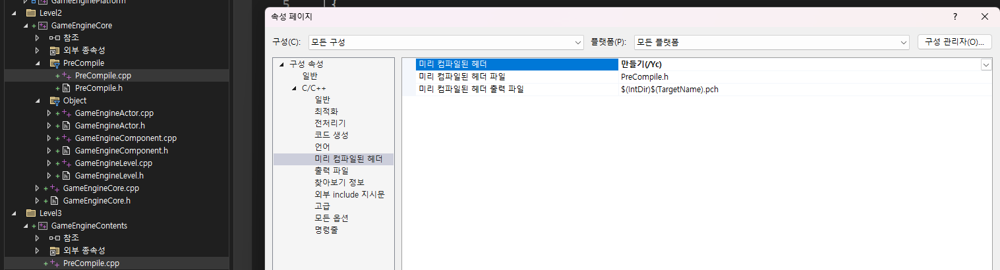 GameEnginePlatform
Level2
GameEngineCore
참조
외부 종속성
PreCompile
PreCompile.cpp
PreCompile.h
Object
GameEngineActor.cpp
GameEngineActor.h
GameEngineComponent.cpp
GameEngineComponent.h
GameEngineLevel.cpp
GameEngineLevel.h
GameEngineCore.cpp
GameEngineCore.h
Level3
GameEngineContents
참조
외부 종속성
PreCompile.cpp
5 {
속성 페이지 ?
구성(C): 모든 구성 플랫폼(P): 모든 플랫폼 구성 관리자(O)...
구성 속성
일반
C/C++
일반
최적화
전처리기
코드 생성
언어
미리 컴파일된 헤더
출력 파일
찾아보기 정보
외부 include 지시문
고급
모든 옵션
명령줄
미리 컴파일된 헤더 만들기(/Yc)
미리 컴파일된 헤더 파일 PreCompile.h
미리 컴파일된 헤더 출력 파일 $(IntDir)$(TargetName).pch